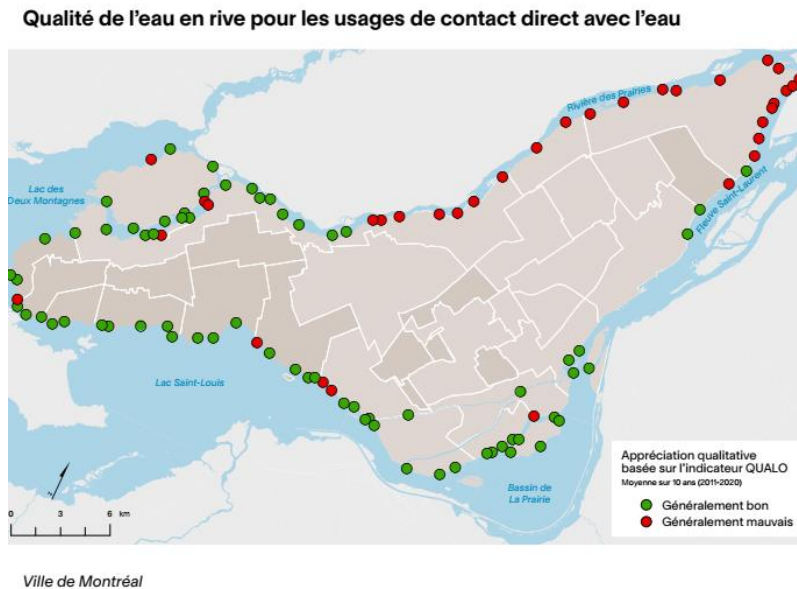 Qualité de l'eau en rive pour les usages de contact direct avec l'eau
Rivière des Prairies
Lac des
Deux Montagnes
Fleuve Saint-Laurent
Lac Saint-Louis
Bassin de
La Prairie
N
0 3 6 km
Appréciation qualitative
basée sur l'indicateur QUALO
Moyenne sur 10 ans (2011-2020)
Généralement bon
Généralement mauvais
Ville de Montréal